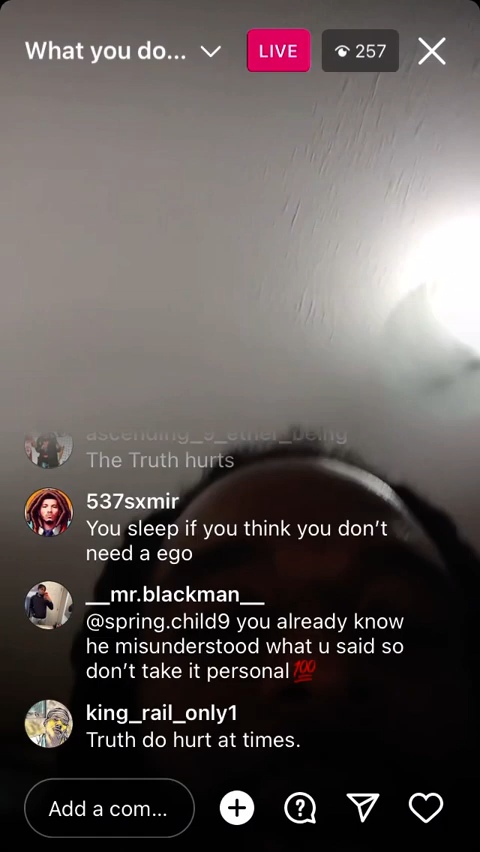 What you do...
LIVE
257
ascending_9_ether_being
The Truth hurts
537sxmir
You sleep if you think you don’t
need a ego
__mr.blackman__
@spring.child9 you already know
he misunderstood what u said so
don’t take it personal💯
king_rail_only1
Truth do hurt at times.
Add a com...